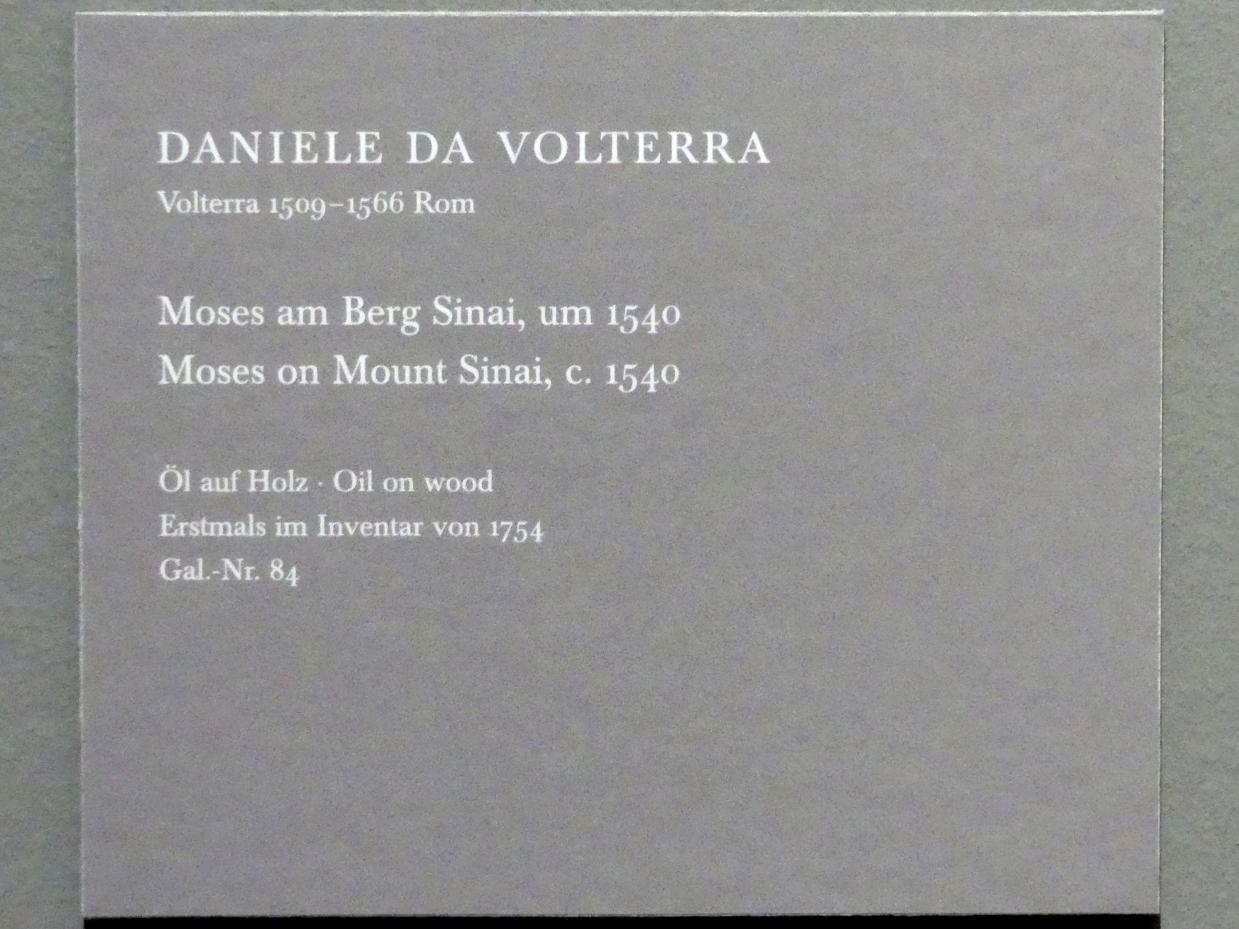 DANIELE DA VOLTERRA
Volterra 1509–1566 Rom
Moses am Berg Sinai, um 1540
Moses on Mount Sinai, c. 1540
Öl auf Holz · Oil on wood
Erstmals im Inventar von 1754
Gal.-Nr. 84